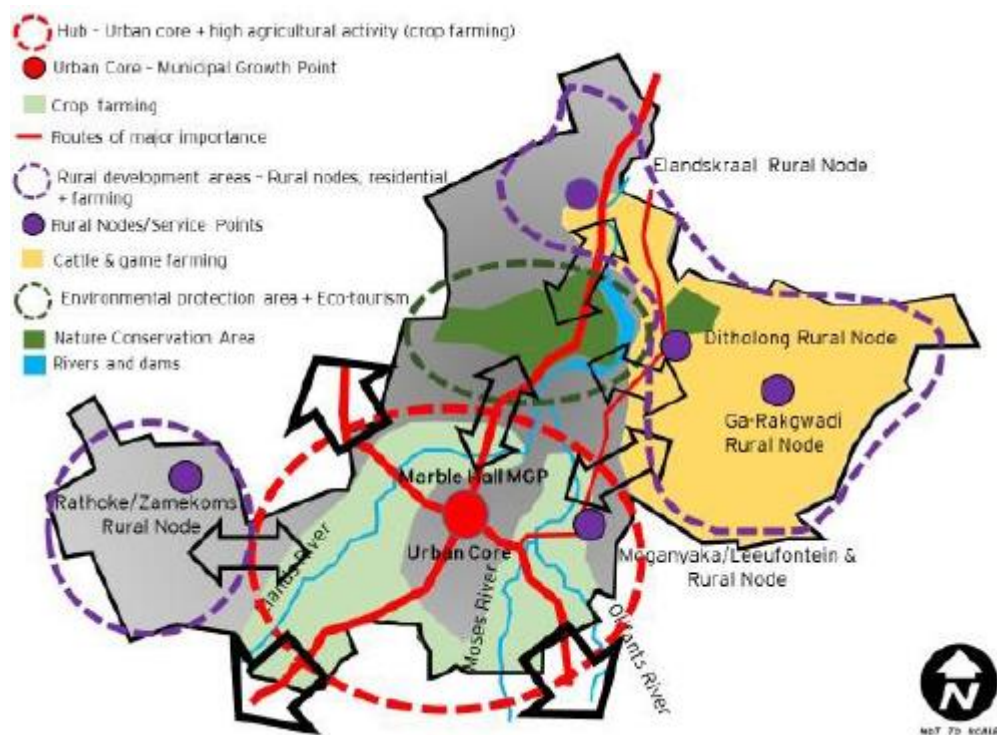 Hub - Urban core + high agricultural activity (crop farming)
Urban Core - Municipal Growth Point
Crop farming
Routes of major importance
Rural development areas - Rural nodes, residential
+ farming
Rural Nodes/Service Points
Cattle & game farming
Environmental protection area + Eco-tourism
Nature Conservation Area
Rivers and dams
Elandskraal Rural Node
Ditholong Rural Node
Ga-Rakgwadi
Rural Node
Marble Hall MGP
Urban Core
Rathoke/Zamekoms
Rural Node
Moganyaka/Leeufontein &
Rural Node
Elands River
Moses River
Olifants River
N
NOT TO SCALE